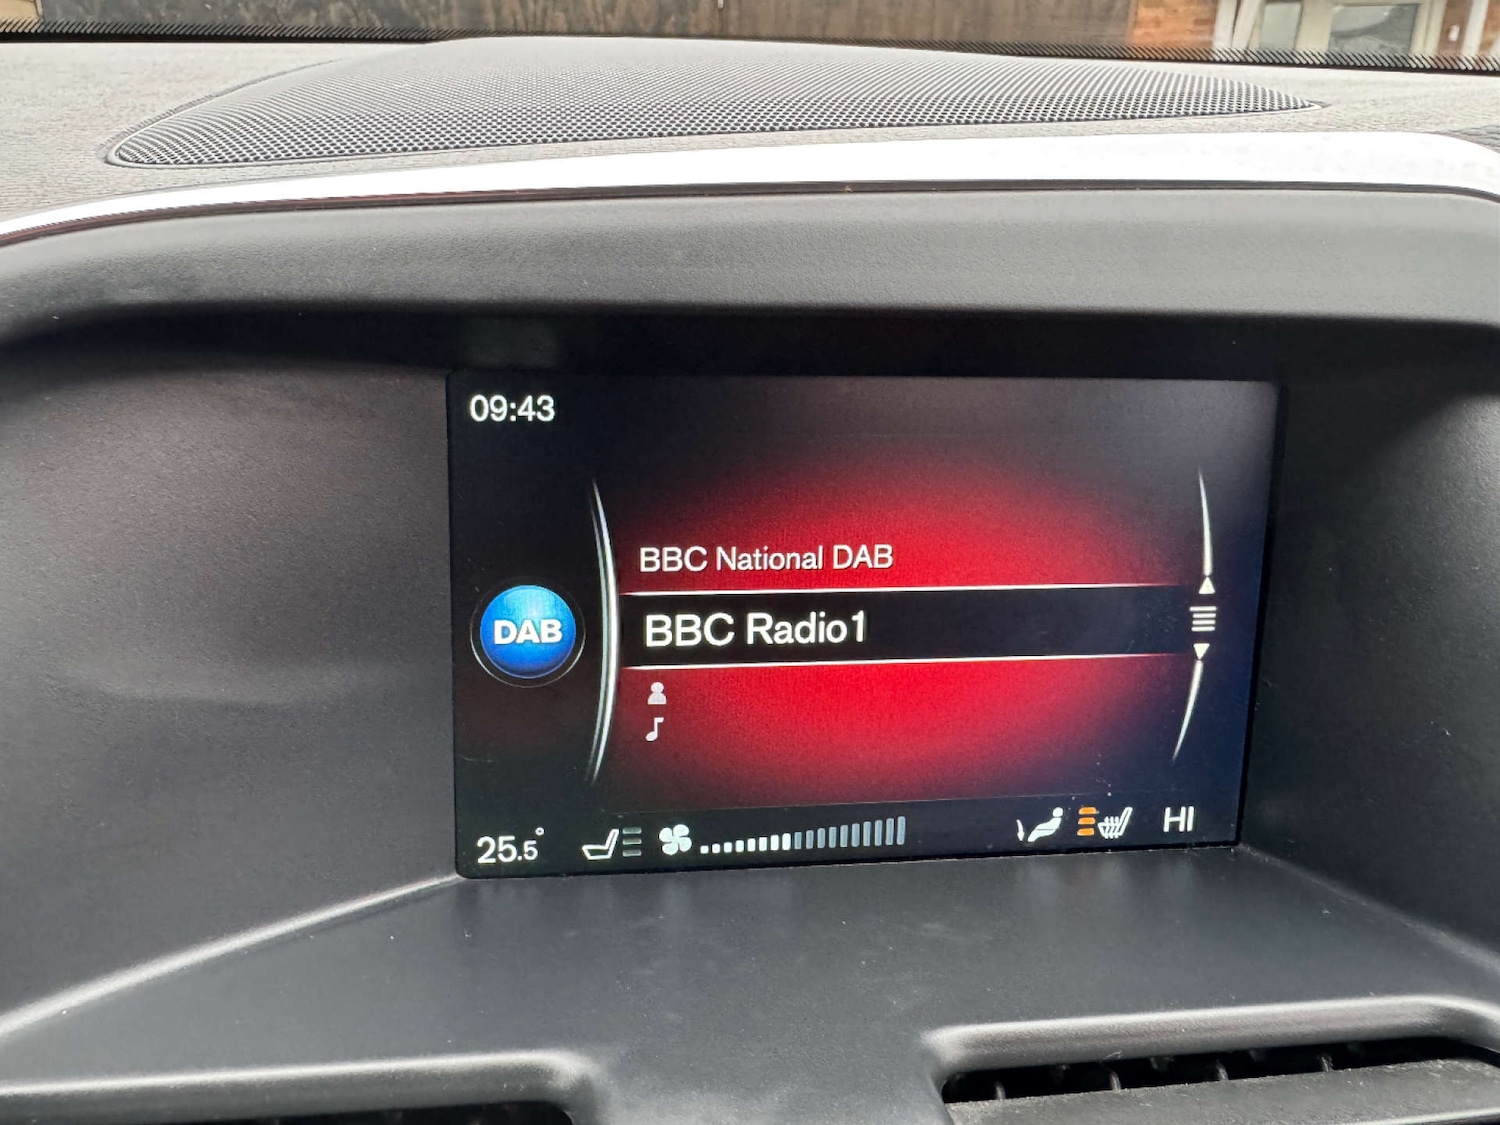 09:43
BBC National DAB
DAB
BBC Radio1
25.5°
HI